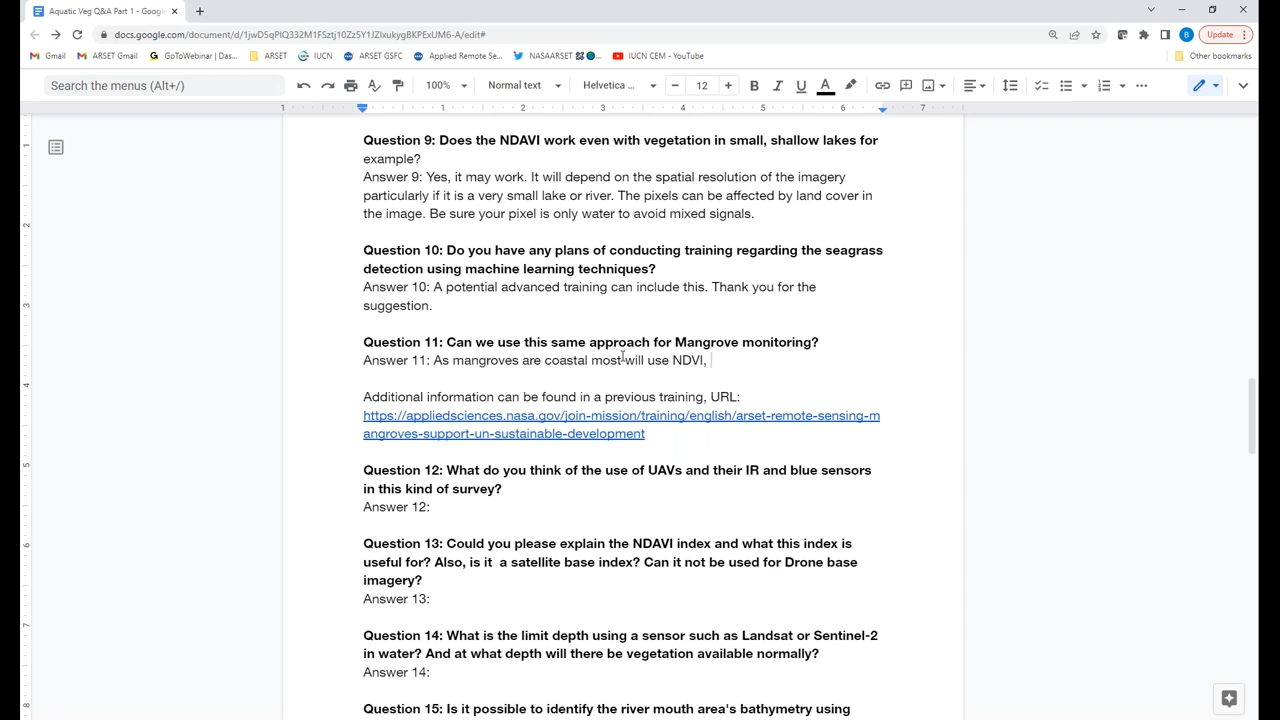 Aquatic Veg Q&A Part 1 - Google
docs.google.com/document/d/1jwD5qPIQ332M1FSztj10Zz5Y1JZlxukygBKPExUM6-A/edit#
Update
Gmail ARSET Gmail GoToWebinar | Das... ARSET IUCN ARSET GSFC Applied Remote Se... NASAARSET IUCN CEM - YouTube Other bookmarks
Search the menus (Alt+/) 100% Normal text Helvetica ... 12 B I U A
1 1 2 3 4 5 6 7
Question 9: Does the NDAVI work even with vegetation in small, shallow lakes for
example?
Answer 9: Yes, it may work. It will depend on the spatial resolution of the imagery
particularly if it is a very small lake or river. The pixels can be affected by land cover in
the image. Be sure your pixel is only water to avoid mixed signals.
Question 10: Do you have any plans of conducting training regarding the seagrass
detection using machine learning techniques?
Answer 10: A potential advanced training can include this. Thank you for the
suggestion.
Question 11: Can we use this same approach for Mangrove monitoring?
Answer 11: As mangroves are coastal most will use NDVI,
Additional information can be found in a previous training, URL:
https://appliedsciences.nasa.gov/join-mission/training/english/arset-remote-sensing-m
angroves-support-un-sustainable-development
Question 12: What do you think of the use of UAVs and their IR and blue sensors
in this kind of survey?
Answer 12:
Question 13: Could you please explain the NDAVI index and what this index is
useful for? Also, is it  a satellite base index? Can it not be used for Drone base
imagery?
Answer 13:
Question 14: What is the limit depth using a sensor such as Landsat or Sentinel-2
in water? And at what depth will there be vegetation available normally?
Answer 14:
Question 15: Is it possible to identify the river mouth area's bathymetry using